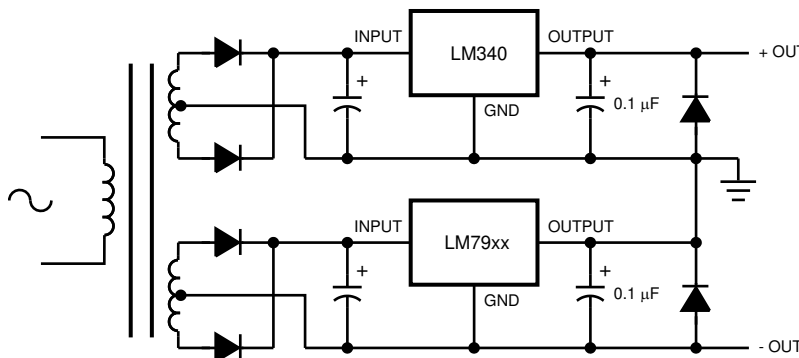 INPUT
LM340
OUTPUT
+ OUT
+
GND
+
0.1 μF
INPUT
LM79xx
OUTPUT
+
GND
+
0.1 μF
- OUT